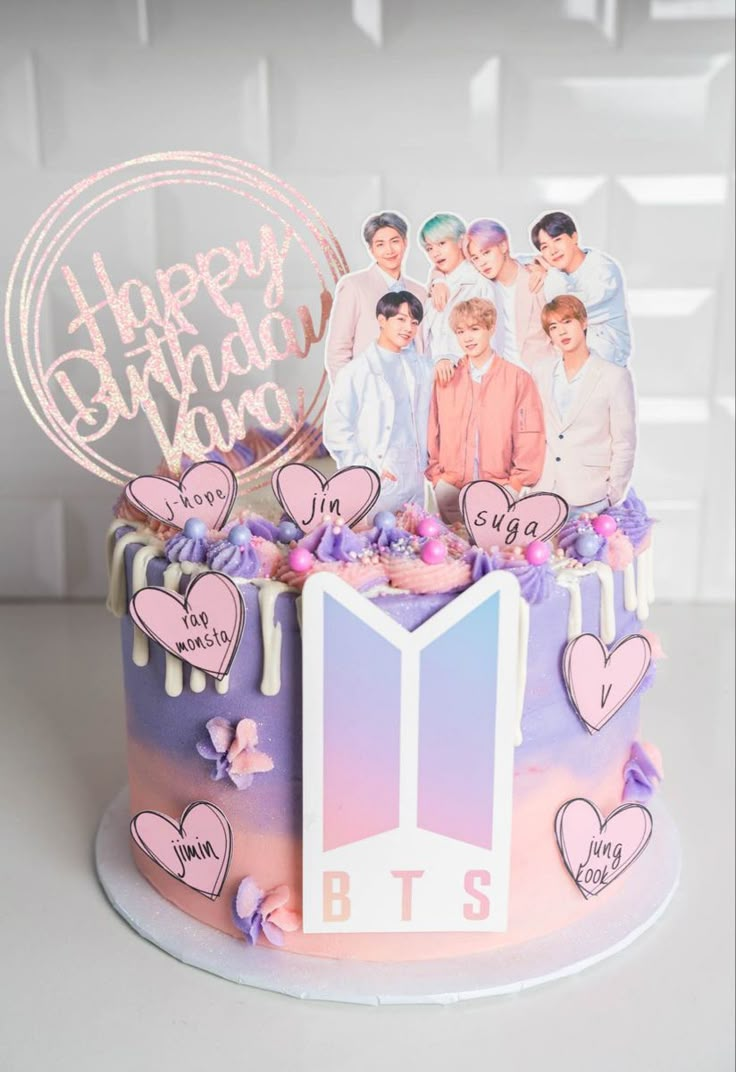 Happy
Birthday
Kara
j-hope
jin
suga
rap
monsta
V
jimin
jung
kook
BTS